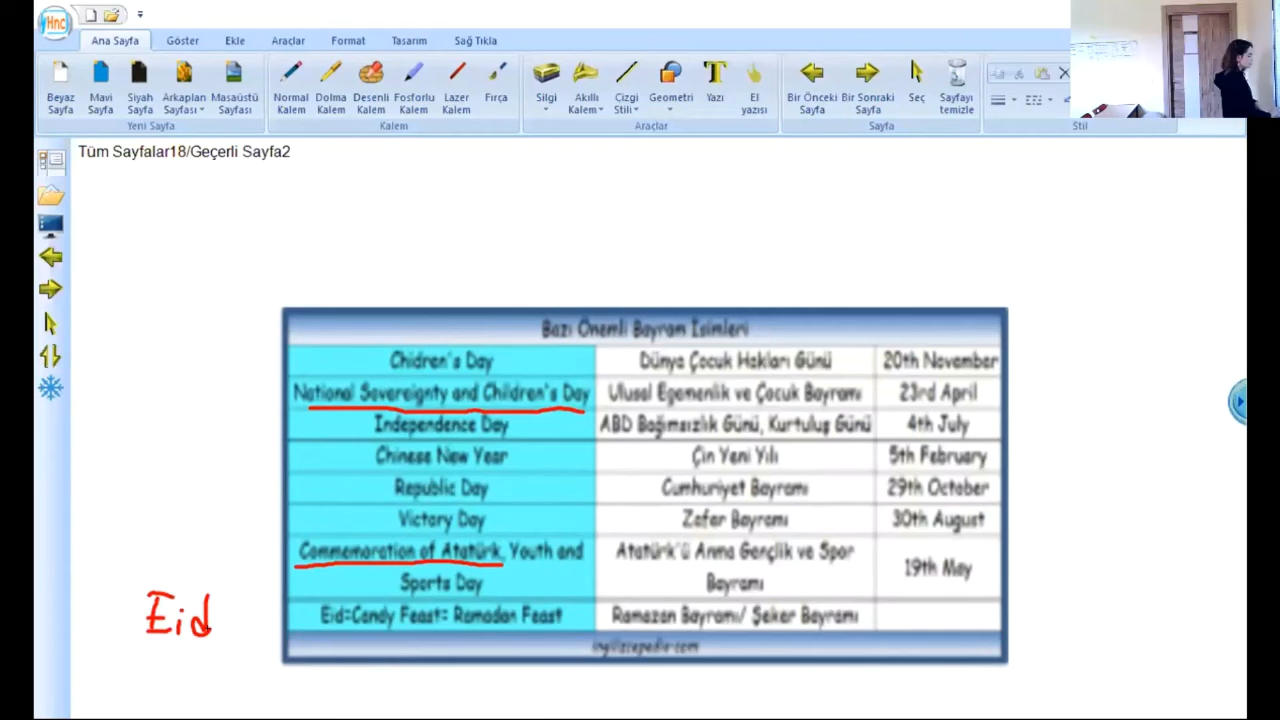 Hnc
Ana Sayfa Göster Ekle Araçlar Format Tasarım Sağ Tıkla
Beyaz Sayfa Mavi Sayfa Siyah Sayfa Arkaplan Sayfası Masaüstü Sayfası Normal Kalem Dolma Kalem Desenli Kalem Fosforlu Kalem Lazer Kalem Fırça Silgi Akıllı Kalem Çizgi Stili Geometri Yazı El yazısı Bir Önceki Sayfa Bir Sonraki Sayfa Seç Sayfayı temizle
Yeni Sayfa Kalem Araçlar Sayfa Stil
Tüm Sayfalar18/Geçerli Sayfa2
Bazı Önemli Bayram İsimleri
Chidren's Day Dünya Çocuk Hakları Günü 20th November
National Sovereignty and Children's Day Ulusal Egemenlik ve Çocuk Bayramı 23rd April
Independence Day ABD Bağımsızlık Günü, Kurtuluş Günü 4th July
Chinese New Year Çin Yeni Yılı 5th February
Republic Day Cumhuriyet Bayramı 29th October
Victory Day Zafer Bayramı 30th August
Commemoration of Atatürk, Youth and Sports Day Atatürk'ü Anma Gençlik ve Spor Bayramı 19th May
Eid=Candy Feast= Ramadan Feast Ramazan Bayramı/ Şeker Bayramı
Eid
ingilizcepedir.com